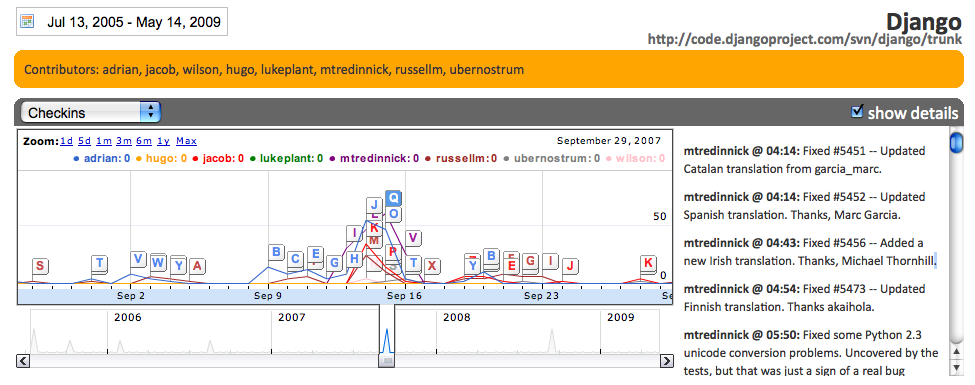 Jul 13, 2005 - May 14, 2009
Django
http://code.djangoproject.com/svn/django/trunk
Contributors: adrian, jacob, wilson, hugo, lukeplant, mtredinnick, russellm, ubernostrum
Checkins
show details
Zoom: 1d 5d 1m 3m 6m 1y Max
September 29, 2007
adrian: 0 hugo: 0 jacob: 0 lukeplant: 0 mtredinnick: 0 russellm: 0 ubernostrum: 0 wilson: 0
Q
J
O
L
50
K
I
M
V
B
C
E
G
H
P
S
T
V
W
Y
A
T
X
Y
B
E
G
I
J
K
0
Sep 2
Sep 9
Sep 16
Sep 23
Se
2006
2007
2008
2009
mtredinnick @ 04:14: Fixed #5451 -- Updated
Catalan translation from garcia_marc.
mtredinnick @ 04:14: Fixed #5452 -- Updated
Spanish translation. Thanks, Marc Garcia.
mtredinnick @ 04:43: Fixed #5456 -- Added a
new Irish translation. Thanks, Michael Thornhill.
mtredinnick @ 04:54: Fixed #5473 -- Updated
Finnish translation. Thanks akaihola.
mtredinnick @ 05:50: Fixed some Python 2.3
unicode conversion problems. Uncovered by the
tests, but that was just a sign of a real bug